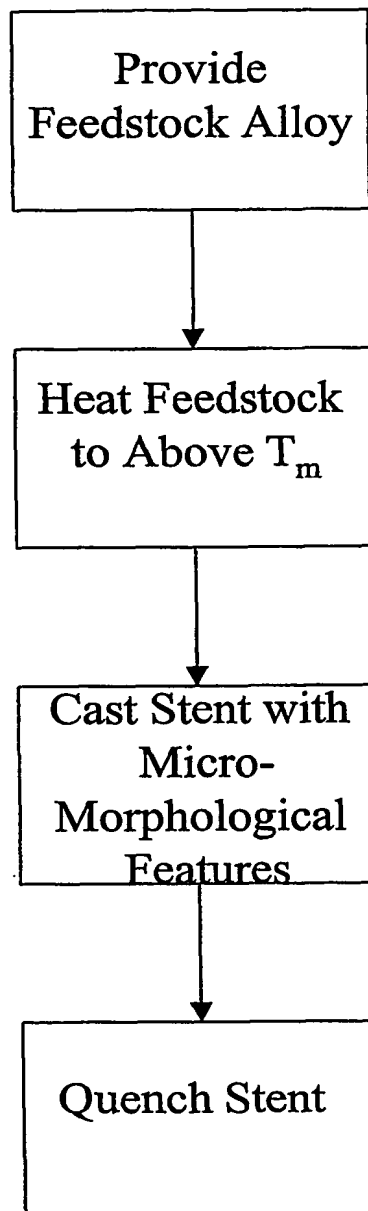 Provide
Feedstock Alloy
Heat Feedstock
to Above Tm
Cast Stent with
Micro-
Morphological
Features
Quench Stent